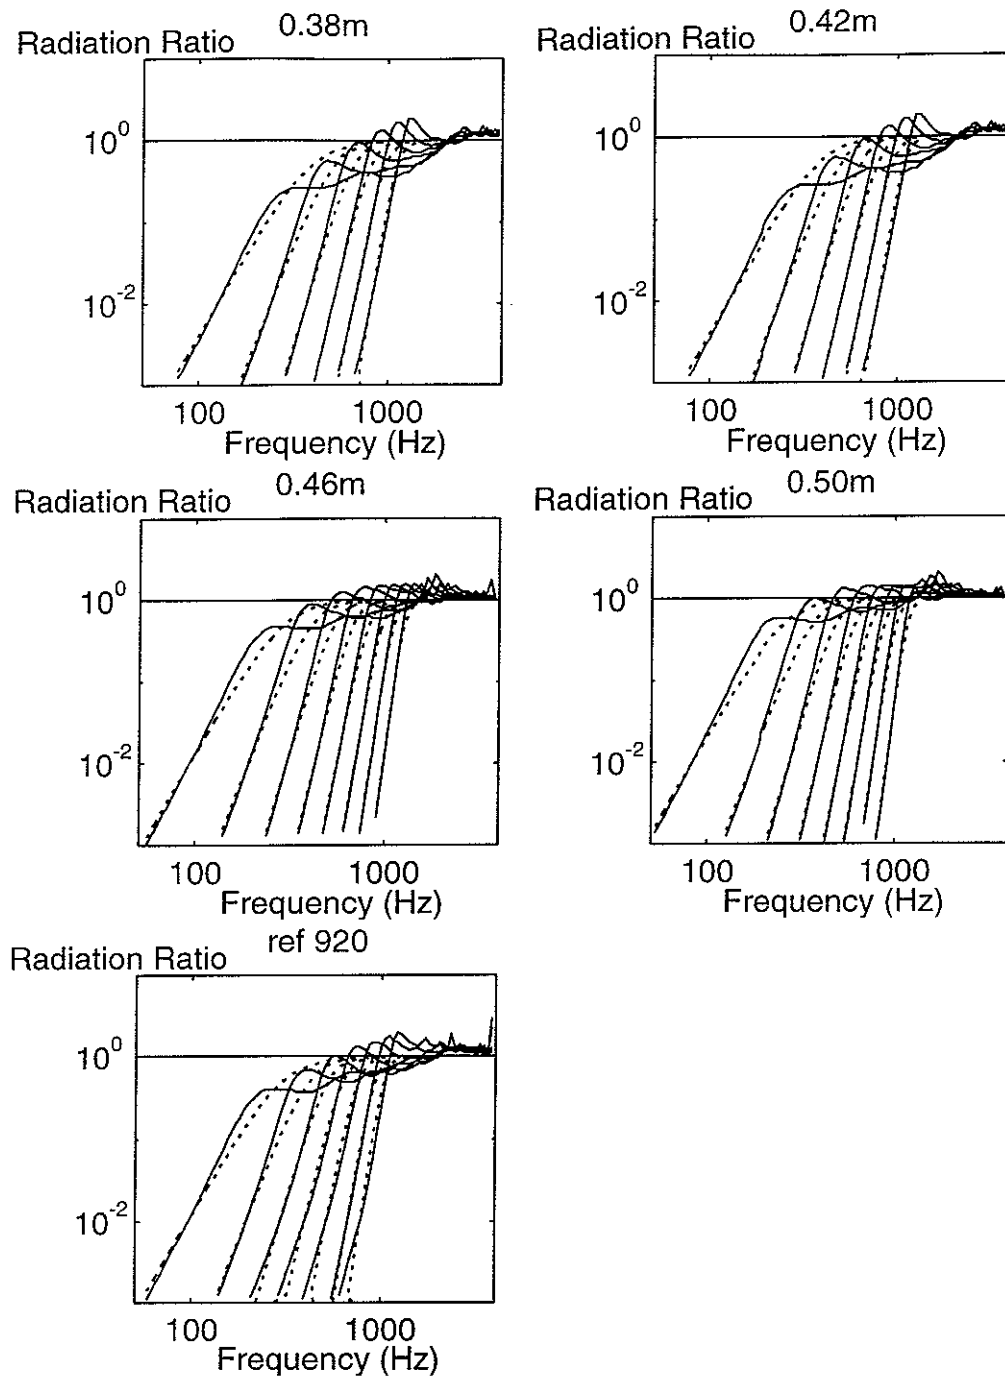 0.38m
Radiation Ratio
10^0
10^-2
100 1000
Frequency (Hz)
0.42m
Radiation Ratio
10^0
10^-2
100 1000
Frequency (Hz)
0.46m
Radiation Ratio
10^0
10^-2
100 1000
Frequency (Hz)
0.50m
Radiation Ratio
10^0
10^-2
100 1000
Frequency (Hz)
ref 920
Radiation Ratio
10^0
10^-2
100 1000
Frequency (Hz)